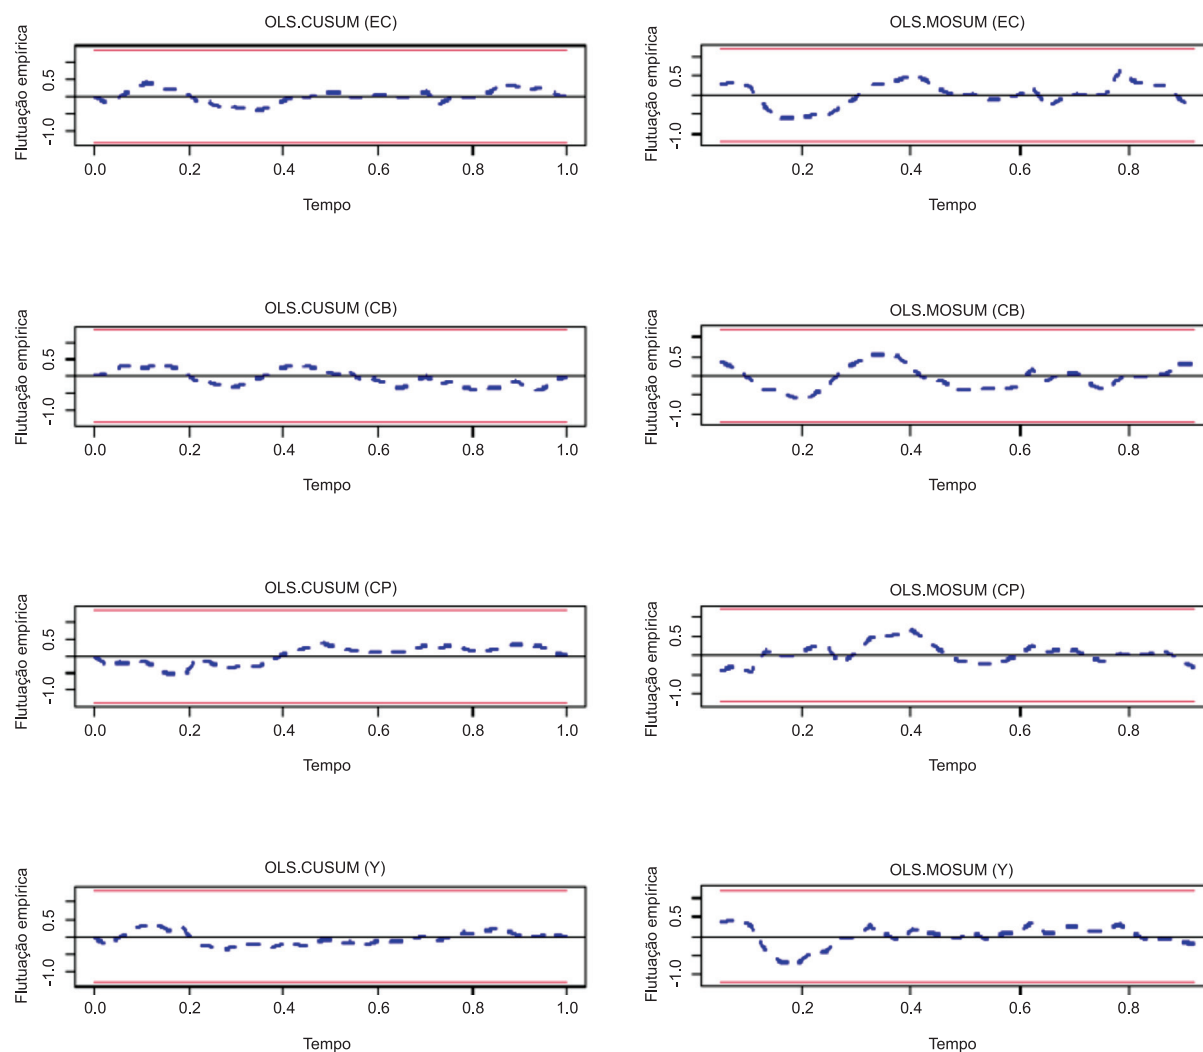 OLS.CUSUM (EC)
Flutuação empírica
0.5
-1.0
0.0 0.2 0.4 0.6 0.8 1.0
Tempo
OLS.MOSUM (EC)
Flutuação empírica
0.5
-1.0
0.2 0.4 0.6 0.8
Tempo
OLS.CUSUM (CB)
Flutuação empírica
0.5
-1.0
0.0 0.2 0.4 0.6 0.8 1.0
Tempo
OLS.MOSUM (CB)
Flutuação empírica
0.5
-1.0
0.2 0.4 0.6 0.8
Tempo
OLS.CUSUM (CP)
Flutuação empírica
0.5
-1.0
0.0 0.2 0.4 0.6 0.8 1.0
Tempo
OLS.MOSUM (CP)
Flutuação empírica
0.5
-1.0
0.2 0.4 0.6 0.8
Tempo
OLS.CUSUM (Y)
Flutuação empírica
0.5
-1.0
0.0 0.2 0.4 0.6 0.8 1.0
Tempo
OLS.MOSUM (Y)
Flutuação empírica
0.5
-1.0
0.2 0.4 0.6 0.8
Tempo